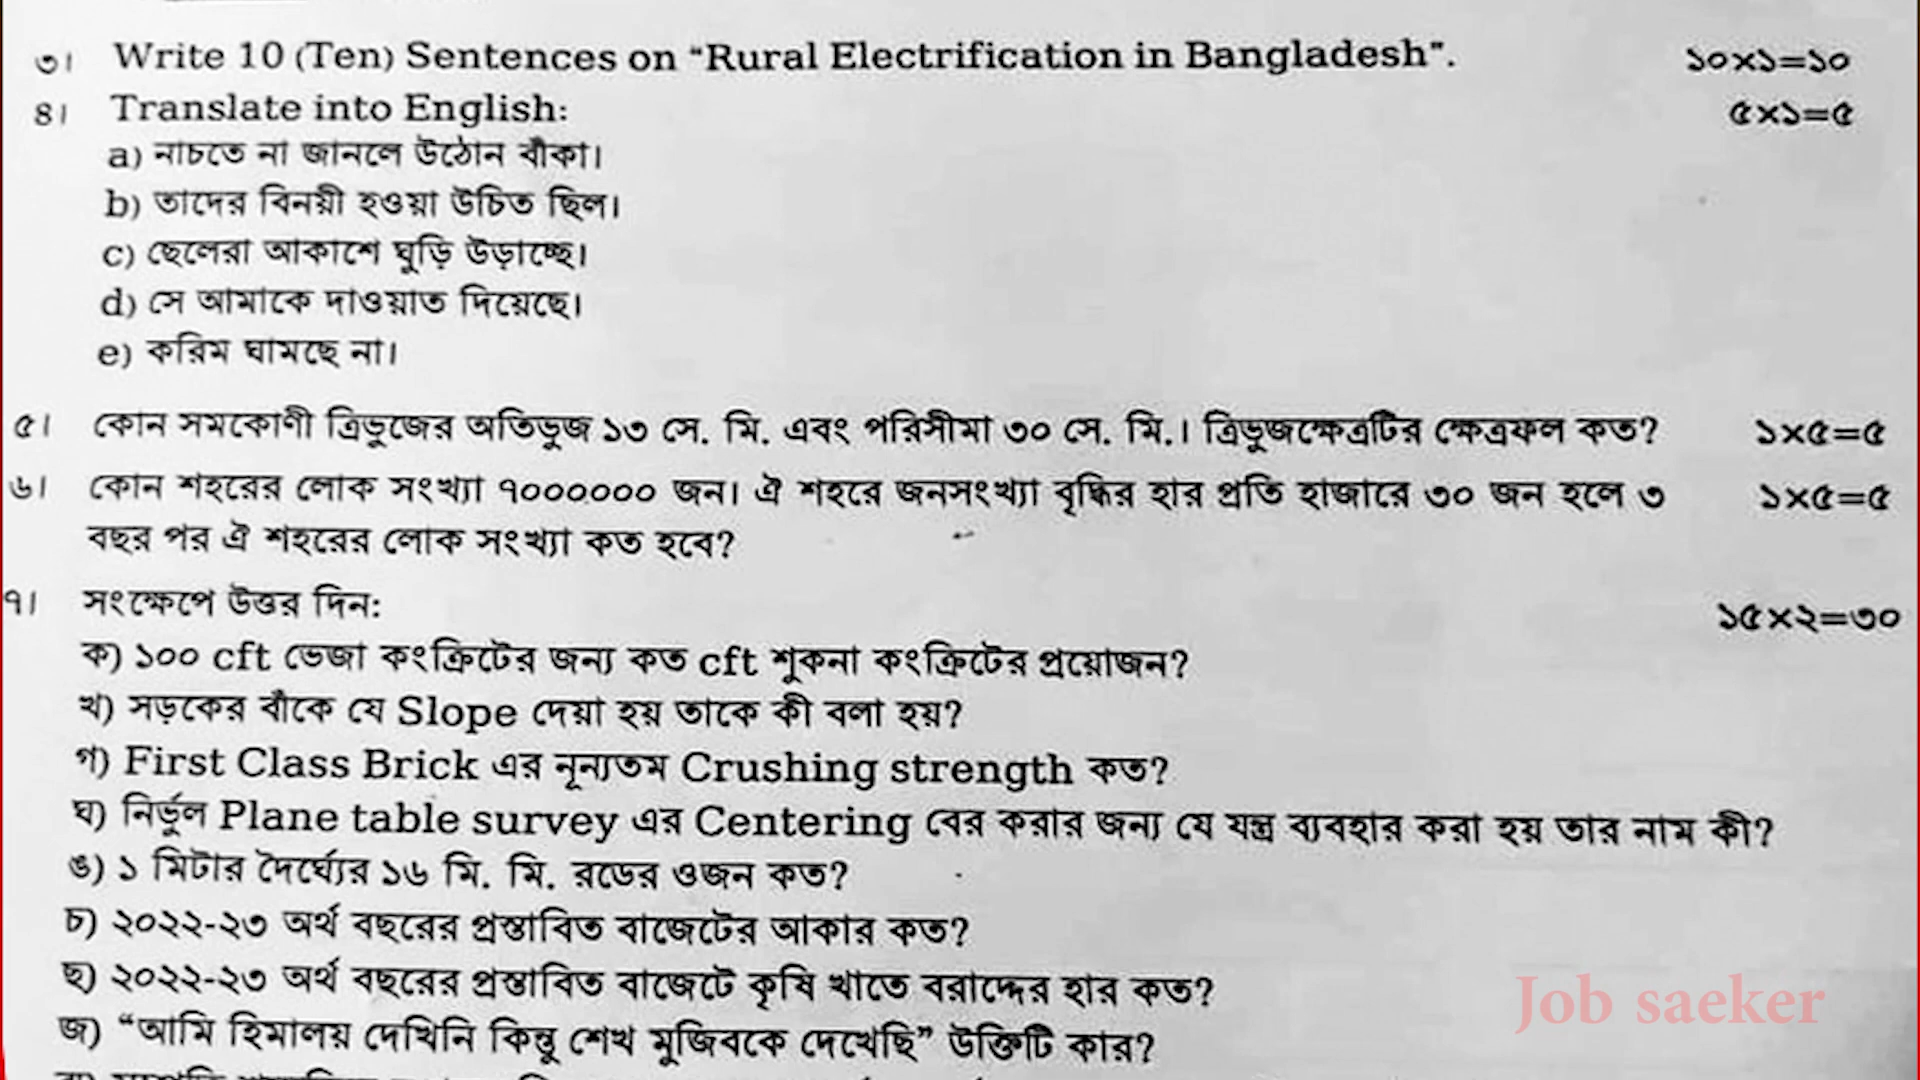 ৩। Write 10 (Ten) Sentences on “Rural Electrification in Bangladesh”. ১০×১=১০
৪। Translate into English: ৫×১=৫
a) নাচতে না জানলে উঠোন বাঁকা।
b) তাদের বিনয়ী হওয়া উচিত ছিল।
c) ছেলেরা আকাশে ঘুড়ি উড়াচ্ছে।
d) সে আমাকে দাওয়াত দিয়েছে।
e) করিম ঘামছে না।
৫। কোন সমকোণী ত্রিভুজের অতিভুজ ১৩ সে. মি. এবং পরিসীমা ৩০ সে. মি.। ত্রিভুজক্ষেত্রটির ক্ষেত্রফল কত? ১×৫=৫
৬। কোন শহরের লোক সংখ্যা ৭০০০০০০ জন। ঐ শহরে জনসংখ্যা বৃদ্ধির হার প্রতি হাজারে ৩০ জন হলে ৩ ১×৫=৫
বছর পর ঐ শহরের লোক সংখ্যা কত হবে?
৭। সংক্ষেপে উত্তর দিন: ১৫×২=৩০
ক) ১০০ cft ভেজা কংক্রিটের জন্য কত cft শুকনা কংক্রিটের প্রয়োজন?
খ) সড়কের বাঁকে যে Slope দেয়া হয় তাকে কী বলা হয়?
গ) First Class Brick এর নূন্যতম Crushing strength কত?
ঘ) নির্ভুল Plane table survey এর Centering বের করার জন্য যে যন্ত্র ব্যবহার করা হয় তার নাম কী?
ঙ) ১ মিটার দৈর্ঘ্যের ১৬ মি. মি. রডের ওজন কত?
চ) ২০২২-২৩ অর্থ বছরের প্রস্তাবিত বাজেটের আকার কত?
ছ) ২০২২-২৩ অর্থ বছরের প্রস্তাবিত বাজেটে কৃষি খাতে বরাদ্দের হার কত?
জ) “আমি হিমালয় দেখিনি কিন্তু শেখ মুজিবকে দেখেছি” উক্তিটি কার?
Job saeker